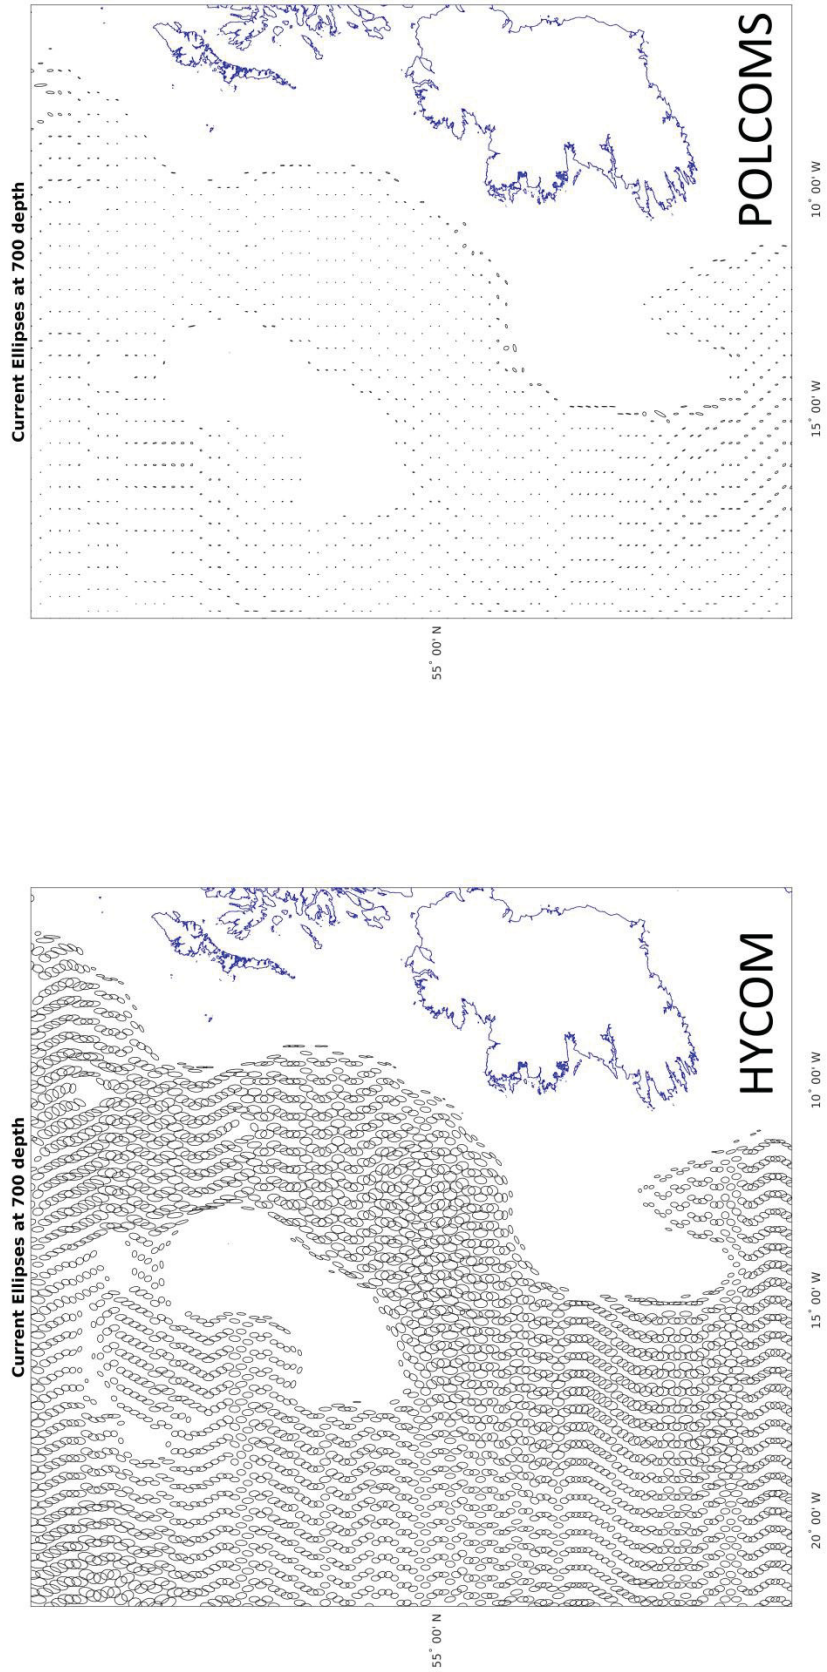 Current Ellipses at 700 depth
55° 00' N
HYCOM
20° 00' W
15° 00' W
10° 00' W
Current Ellipses at 700 depth
55° 00' N
POLCOMS
15° 00' W
10° 00' W